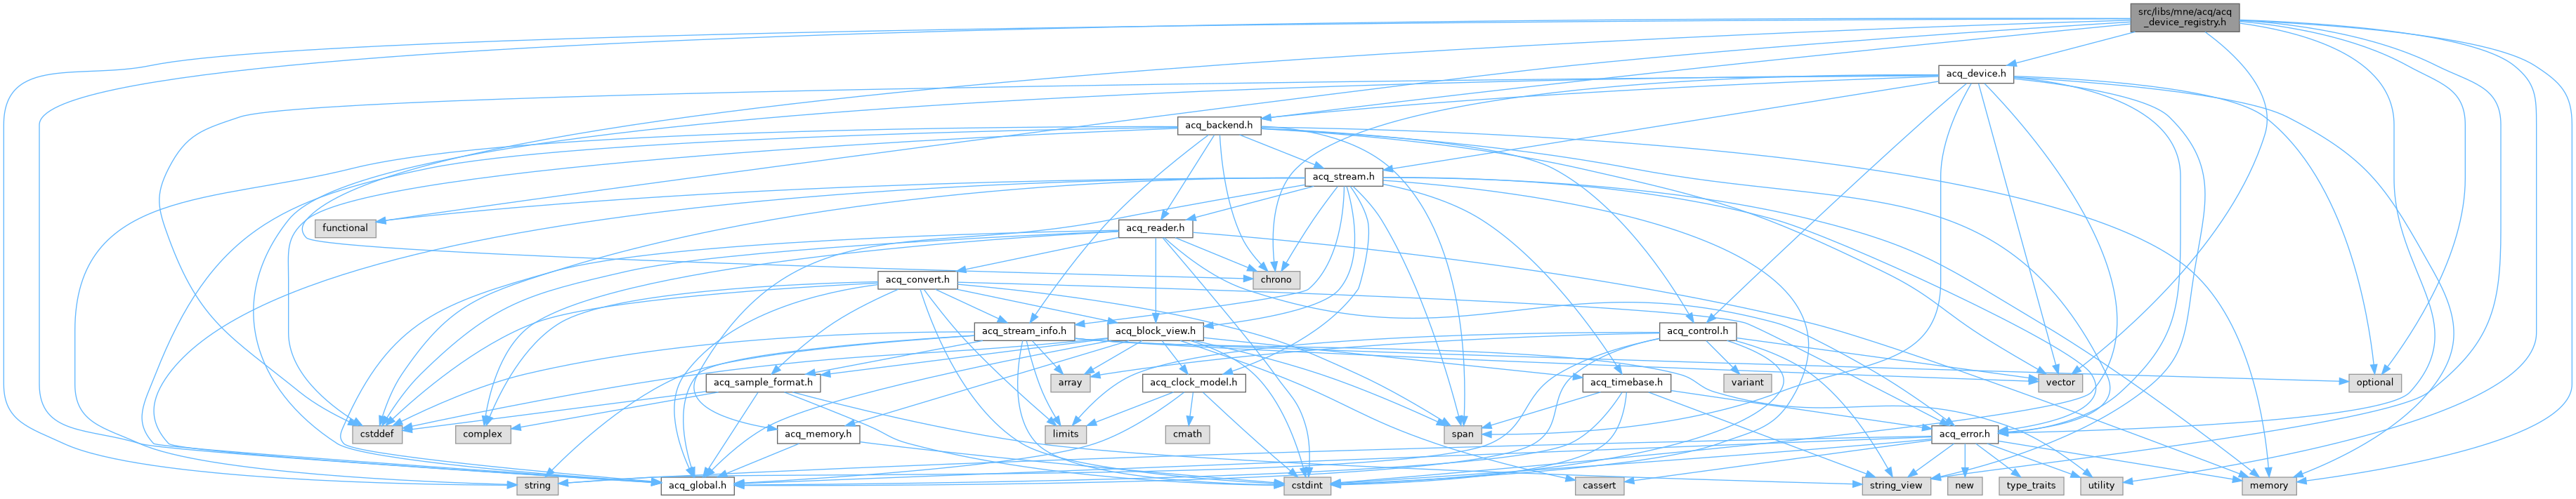 src/libs/mne/acq/acq
_device_registry.h
acq_device.h
acq_backend.h
acq_stream.h
functional
acq_reader.h
acq_convert.h
chrono
acq_stream_info.h
acq_block_view.h
acq_control.h
acq_sample_format.h
array
acq_clock_model.h
acq_timebase.h
variant
vector
optional
cstddef
complex
acq_memory.h
limits
cmath
span
acq_error.h
string
acq_global.h
cstdint
cassert
string_view
new
type_traits
utility
memory